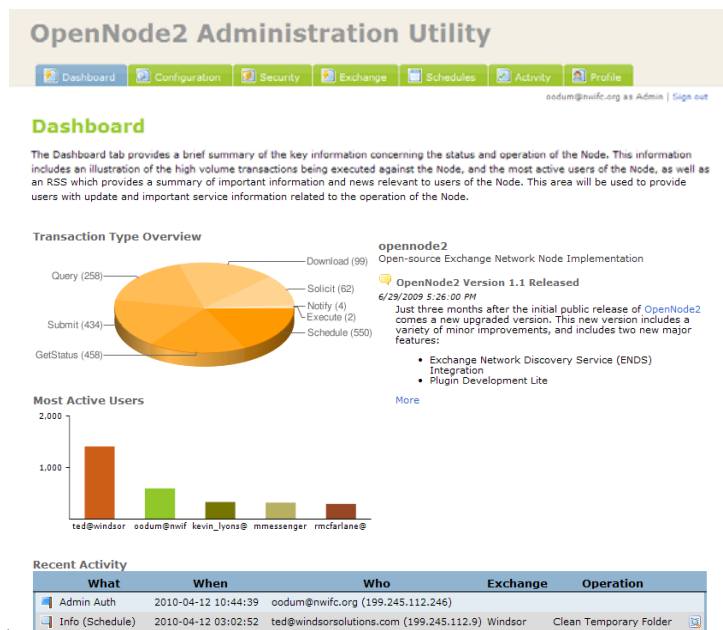 OpenNode2 Administration Utility
Dashboard Configuration Security Exchange Schedules Activity Profile
oodum@nwifc.org as Admin | Sign out
Dashboard
The Dashboard tab provides a brief summary of the key information concerning the status and operation of the Node. This information
includes an illustration of the high volume transactions being executed against the Node, and the most active users of the Node, as well as
an RSS which provides a summary of important information and news relevant to users of the Node. This area will be used to provide
users with update and important service information related to the operation of the Node.
Transaction Type Overview
Download (99)
Query (258)
Solicit (62)
Notify (4)
Execute (2)
Submit (434)
Schedule (550)
GetStatus (458)
opennode2
Open-source Exchange Network Node Implementation
OpenNode2 Version 1.1 Released
6/29/2009 5:26:00 PM
Just three months after the initial public release of OpenNode2
comes a new upgraded version. This new version includes a
variety of minor improvements, and includes two new major
features:
• Exchange Network Discovery Service (ENDS)
Integration
• Plugin Development Lite
More
Most Active Users
2,000
1,000
ted@windsor oodum@nwif kevin_lyons@ mmessenger rmcfarlane@
Recent Activity
What When Who Exchange Operation
Admin Auth 2010-04-12 10:44:39 oodum@nwifc.org (199.245.112.246)
Info (Schedule) 2010-04-12 03:02:52 ted@windsorsolutions.com (199.245.112.9) Windsor Clean Temporary Folder